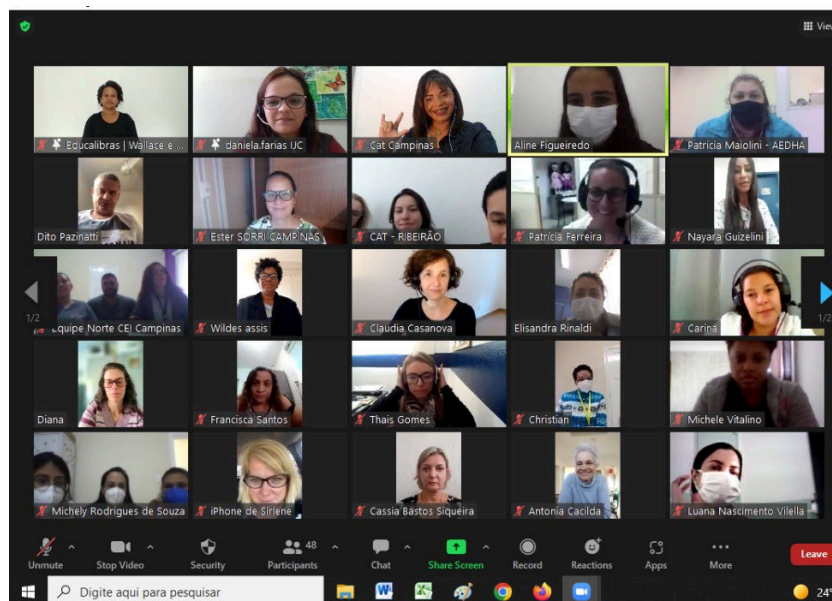 View
Educalibras | Wallace e ...
daniela.farias IJC
Cat Campinas
Aline Figueiredo
Patricia Maiolini - AEDHA
Dito Pazinatti
Ester SORRI CAMPINAS
CAT - RIBEIRÃO
Patrícia Ferreira
Nayara Guizelini
1/2
Equipe Norte CEI Campinas
Wildes assis
Claudia Casanova
Elisandra Rinaldi
Carina
1/2
Diana
Francisca Santos
Thais Gomes
Christian
Michele Vitalino
Michely Rodrigues de Souza
iPhone de Sirlene
Cassia Bastos Siqueira
Antonia Cacilda
Luana Nascimento Vilella
48
Unmute
Stop Video
Security
Participants
Chat
Share Screen
Record
Reactions
Apps
More
Leave
Digite aqui para pesquisar
24°